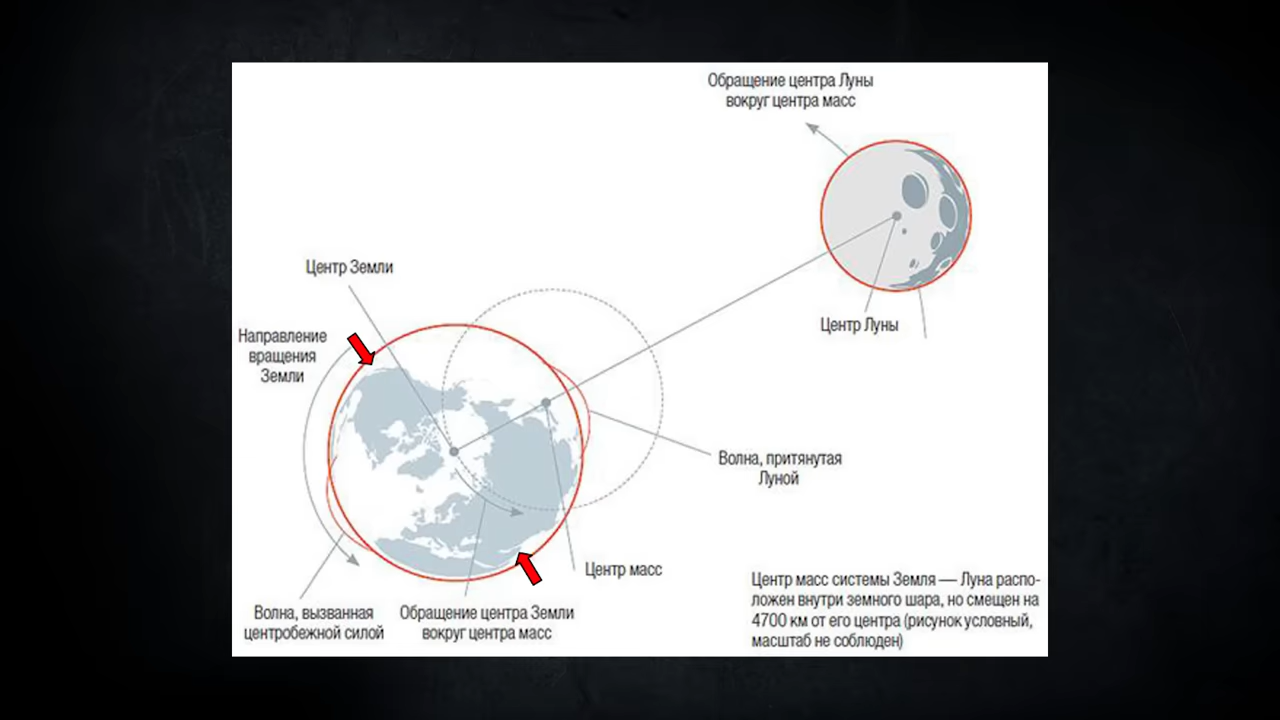 Обращение центра Луны
вокруг центра масс
Центр Земли
Направление
вращения
Земли
Центр Луны
Волна, притянутая
Луной
Центр масс
Волна, вызванная
центробежной силой
Обращение центра Земли
вокруг центра масс
Центр масс системы Земля — Луна распо-
ложен внутри земного шара, но смещен на
4700 км от его центра (рисунок условный,
масштаб не соблюден)